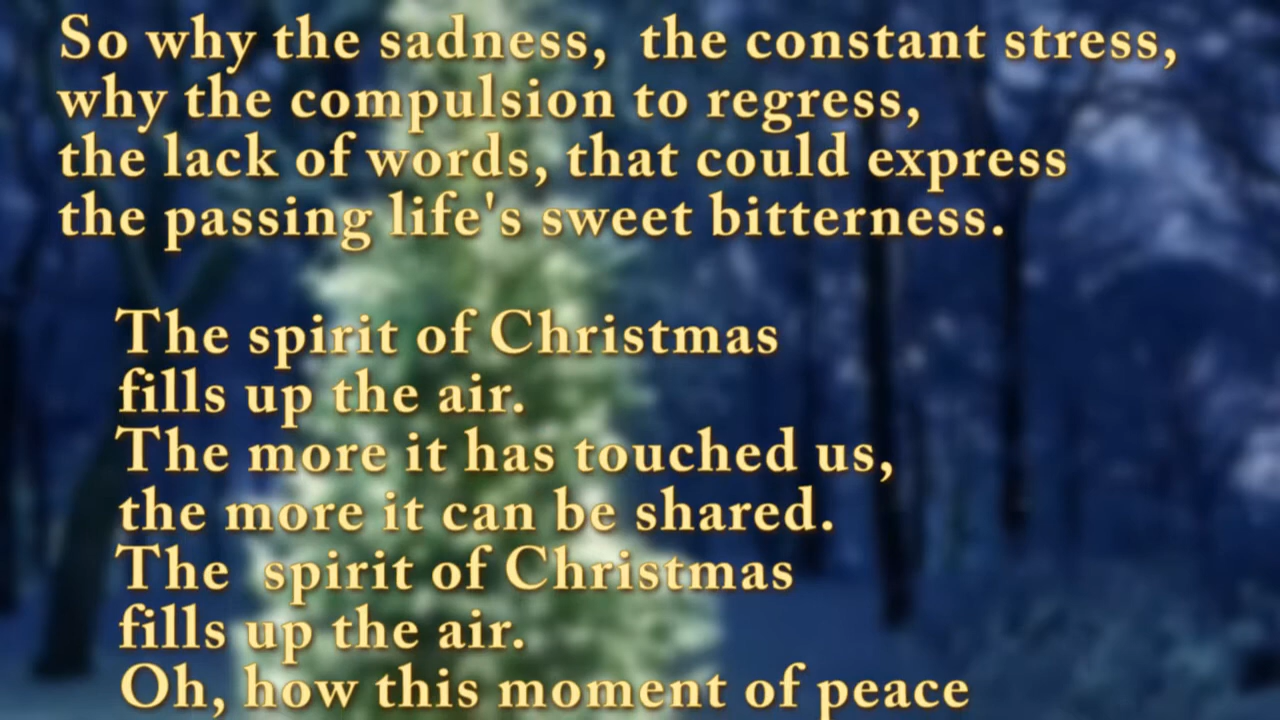 So why the sadness,  the constant stress,
why the compulsion to regress,
the lack of words, that could express
the passing life's sweet bitterness.
The spirit of Christmas
fills up the air.
The more it has touched us,
the more it can be shared.
The  spirit of Christmas
fills up the air.
Oh, how this moment of peace